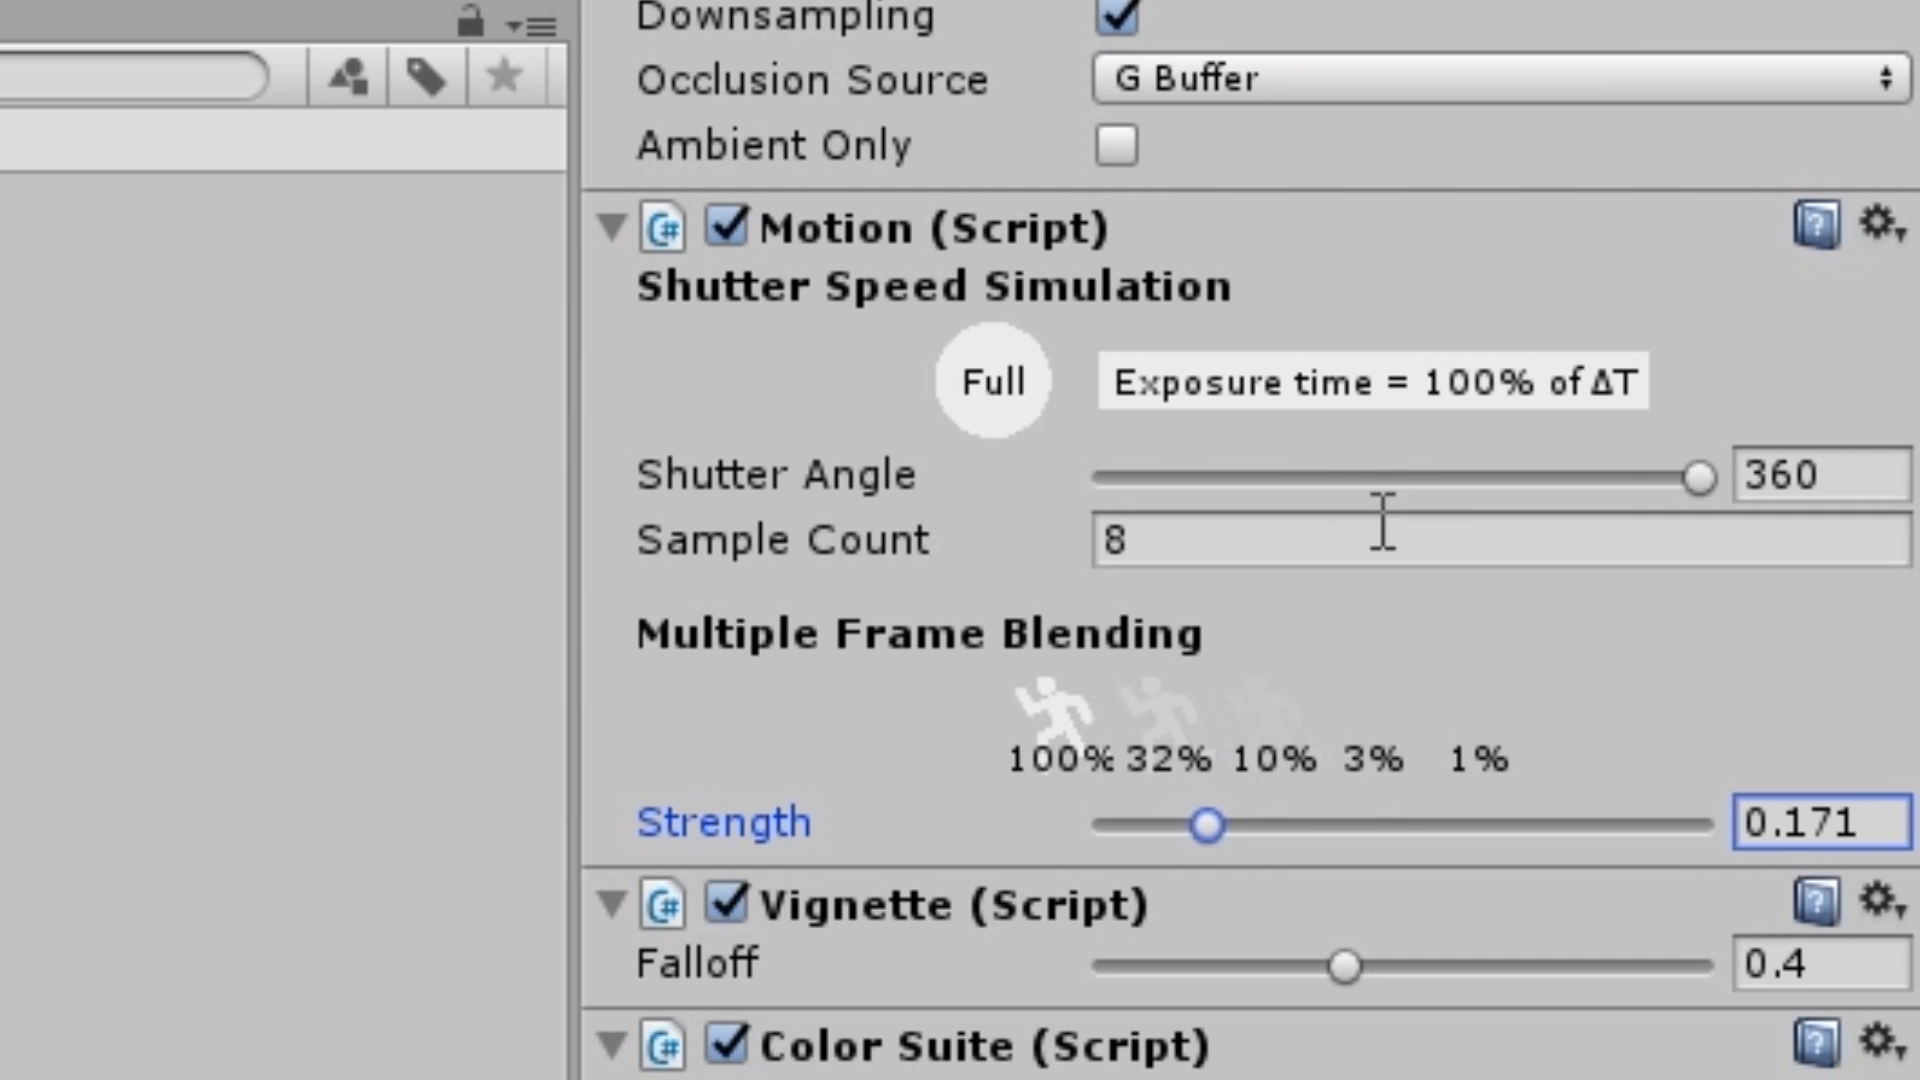 Downsampling
Occlusion Source G Buffer
Ambient Only
C# Motion (Script) ?
Shutter Speed Simulation
Full Exposure time = 100% of ΔT
Shutter Angle 360
Sample Count 8
Multiple Frame Blending
100% 32% 10% 3% 1%
Strength 0.171
C# Vignette (Script) ?
Falloff 0.4
C# Color Suite (Script) ?